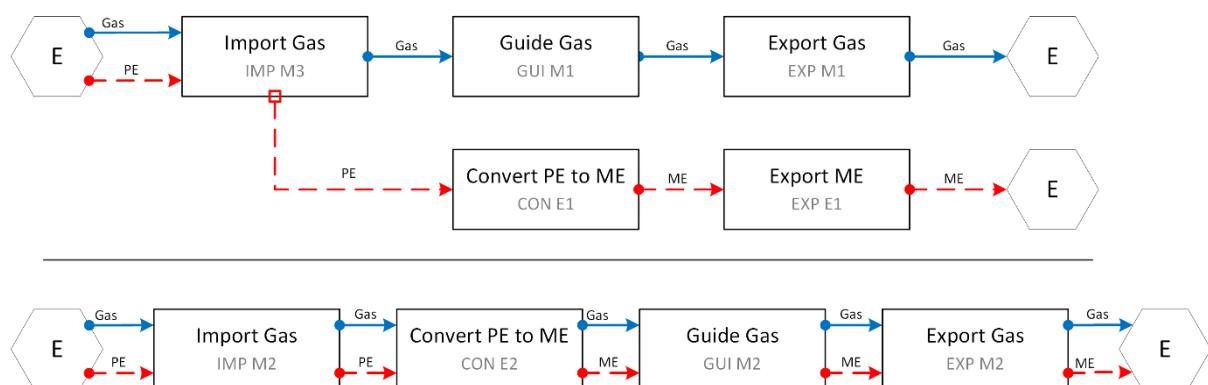 Gas
Gas
Gas
Gas
E
Import Gas
IMP M3
Guide Gas
GUI M1
Export Gas
EXP M1
E
PE
PE
Convert PE to ME
CON E1
ME
Export ME
EXP E1
ME
E
Gas
Gas
Gas
Gas
Gas
E
Import Gas
IMP M2
Convert PE to ME
CON E2
Guide Gas
GUI M2
Export Gas
EXP M2
E
PE
PE
ME
ME
ME